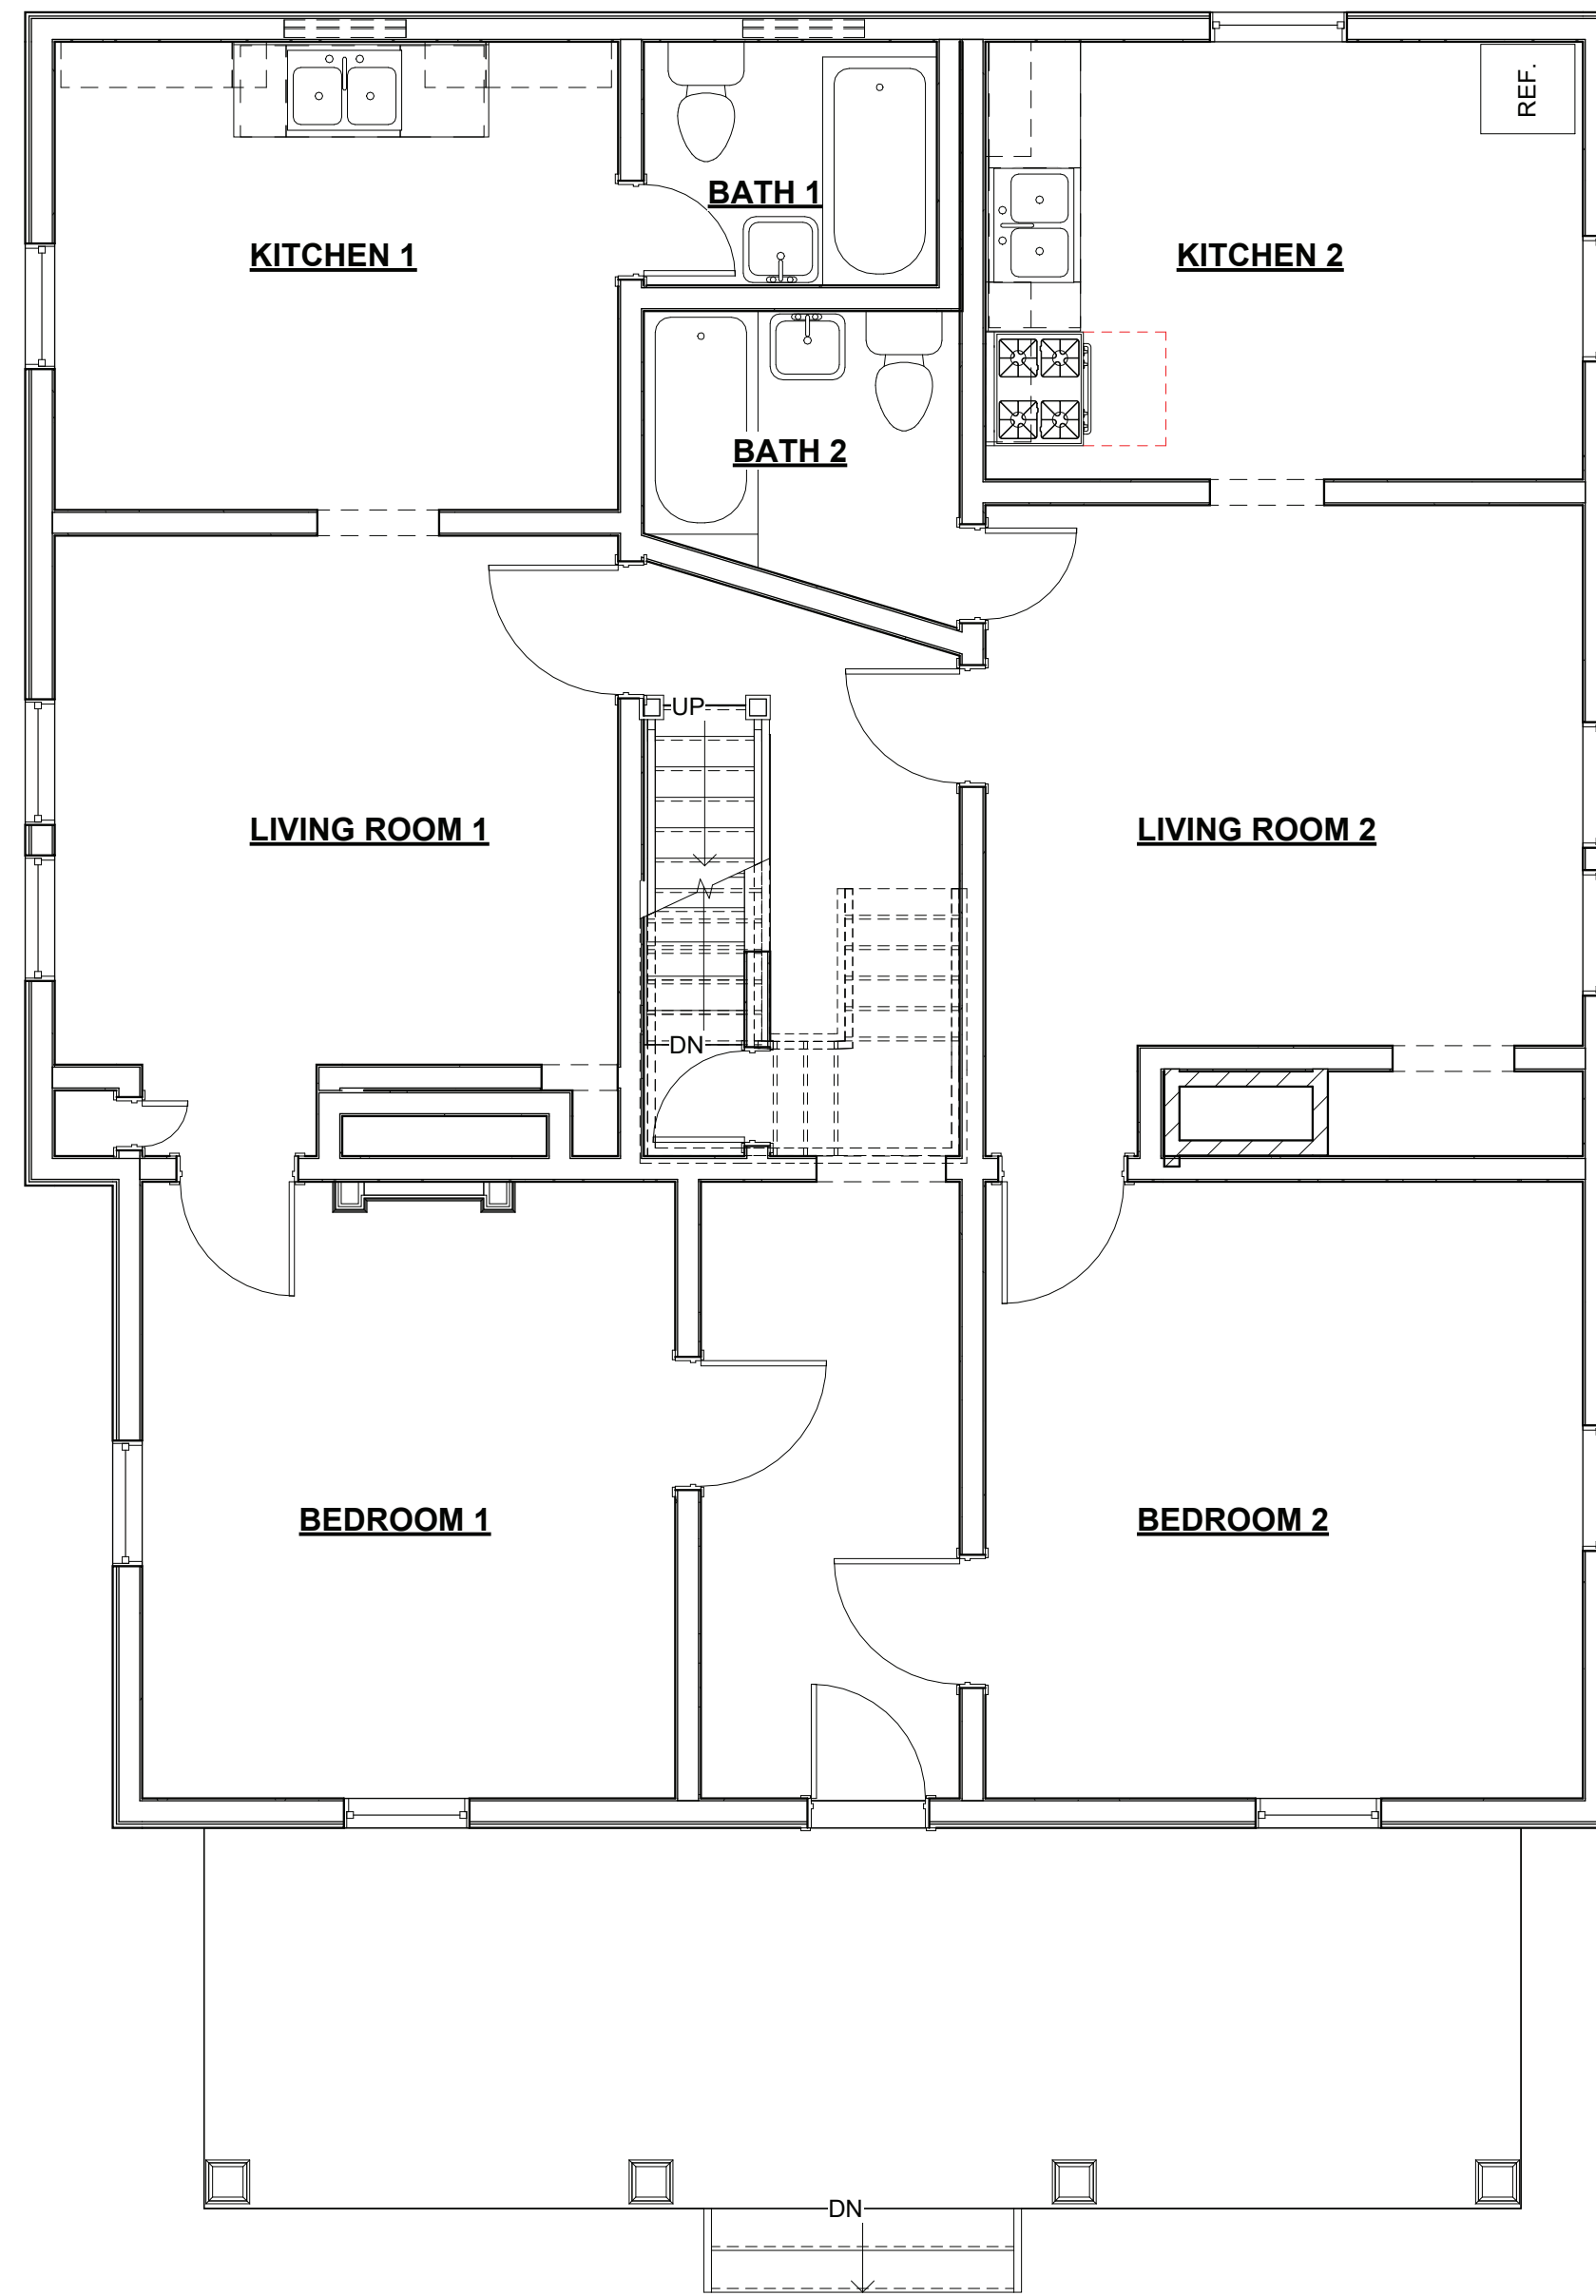 REF.
BATH 1
KITCHEN 1
KITCHEN 2
BATH 2
UP
LIVING ROOM 1
LIVING ROOM 2
DN
BEDROOM 1
BEDROOM 2
DN